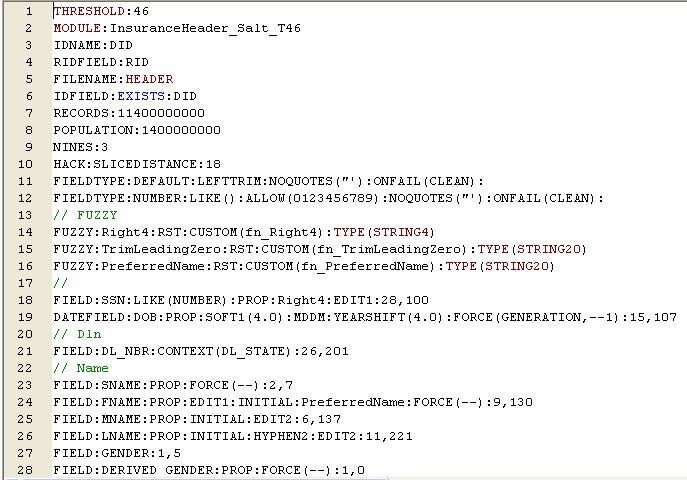 1 THRESHOLD:46
2 MODULE:InsuranceHeader_Salt_T46
3 IDNAME:DID
4 RIDFIELD:RID
5 FILENAME:HEADER
6 IDFIELD:EXISTS:DID
7 RECORDS:11400000000
8 POPULATION:1400000000
9 NINES:3
10 HACK:SLICEDISTANCE:18
11 FIELDTYPE:DEFAULT:LEFTTRIM:NOQUOTES("'):ONFAIL(CLEAN):
12 FIELDTYPE:NUMBER:LIKE():ALLOW(0123456789):NOQUOTES("'):ONFAIL(CLEAN):
13 // FUZZY
14 FUZZY:Right4:RST:CUSTOM(fn_Right4):TYPE(STRING4)
15 FUZZY:TrimLeadingZero:RST:CUSTOM(fn_TrimLeadingZero):TYPE(STRING20)
16 FUZZY:PreferredName:RST:CUSTOM(fn_PreferredName):TYPE(STRING20)
17 //
18 FIELD:SSN:LIKE(NUMBER):PROP:Right4:EDIT1:28,100
19 DATEFIELD:DOB:PROP:SOFT1(4.0):MDDM:YEARSHIFT(4.0):FORCE(GENERATION,--1):15,107
20 // Dln
21 FIELD:DL_NBR:CONTEXT(DL_STATE):26,201
22 // Name
23 FIELD:SNAME:PROP:FORCE(--):2,7
24 FIELD:FNAME:PROP:EDIT1:INITIAL:PreferredName:FORCE(--):9,130
25 FIELD:MNAME:PROP:INITIAL:EDIT2:6,137
26 FIELD:LNAME:PROP:INITIAL:HYPHEN2:EDIT2:11,221
27 FIELD:GENDER:1,5
28 FIELD:DERIVED_GENDER:PROP:FORCE(--):1,0